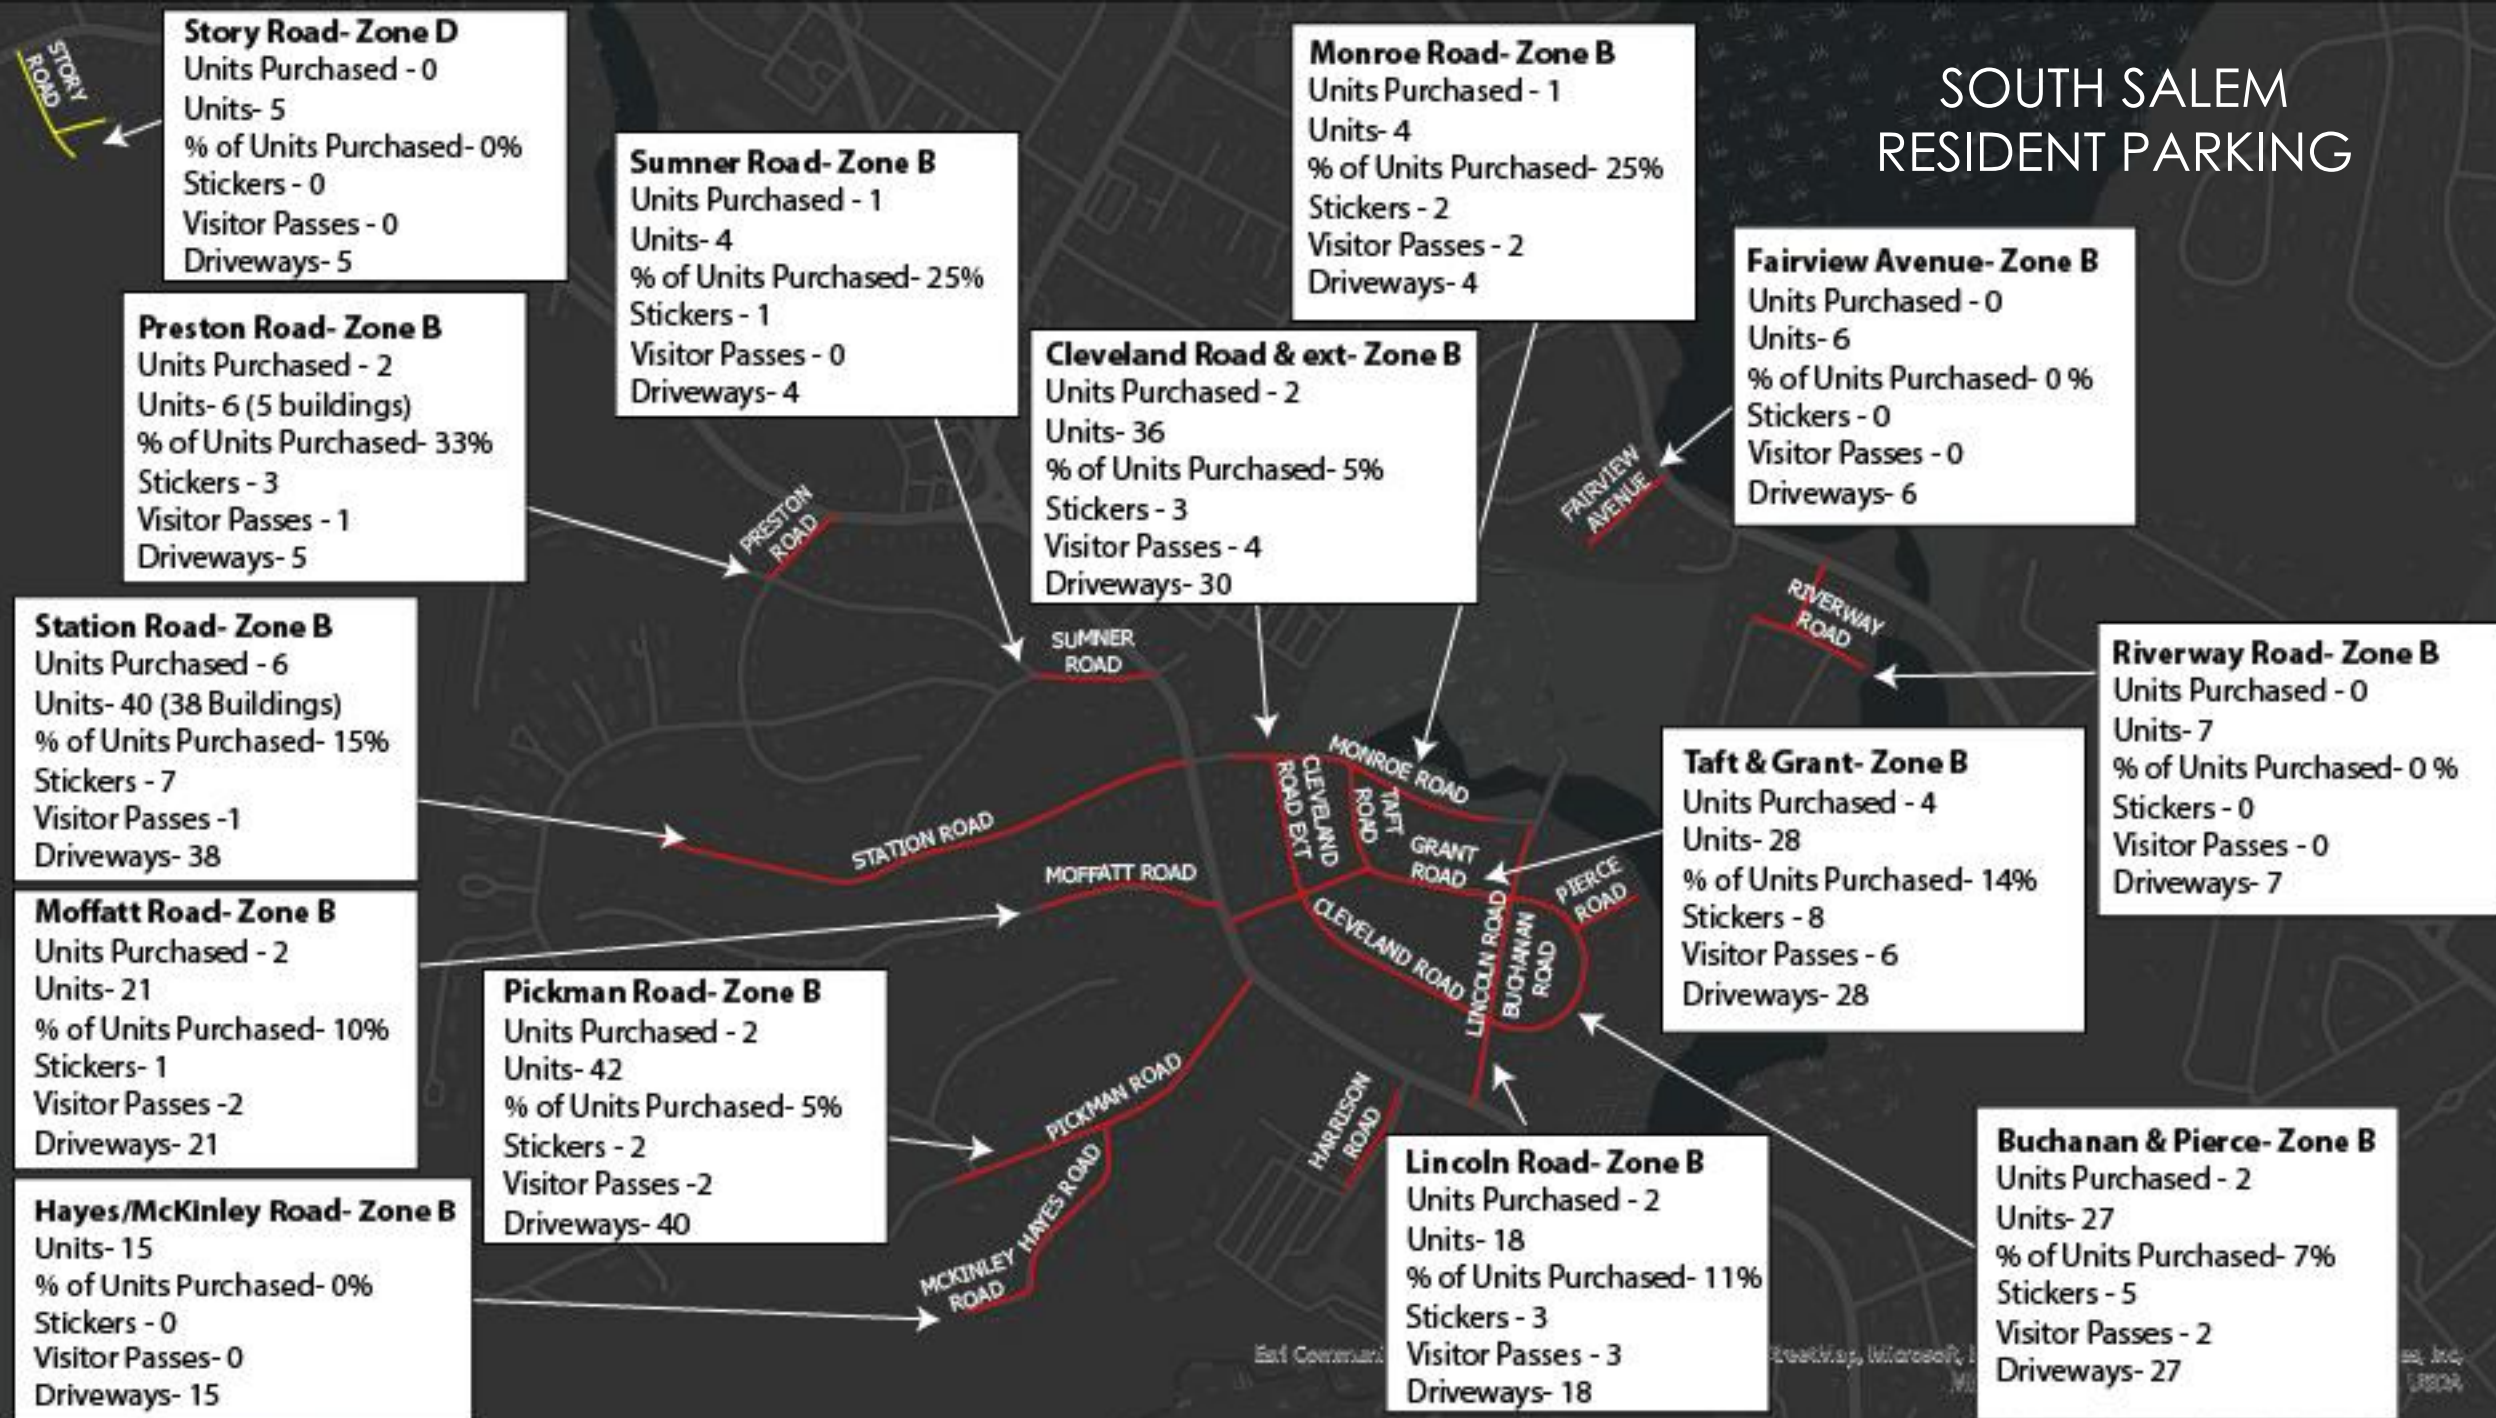 SOUTH SALEM
RESIDENT PARKING
Story Road- Zone D
Units Purchased - 0
Units- 5
% of Units Purchased- 0%
Stickers - 0
Visitor Passes - 0
Driveways- 5
Preston Road- Zone B
Units Purchased - 2
Units- 6 (5 buildings)
% of Units Purchased- 33%
Stickers - 3
Visitor Passes - 1
Driveways- 5
Sumner Road- Zone B
Units Purchased - 1
Units- 4
% of Units Purchased- 25%
Stickers - 1
Visitor Passes - 0
Driveways- 4
Cleveland Road & ext- Zone B
Units Purchased - 2
Units- 36
% of Units Purchased- 5%
Stickers - 3
Visitor Passes - 4
Driveways- 30
Monroe Road- Zone B
Units Purchased - 1
Units- 4
% of Units Purchased- 25%
Stickers - 2
Visitor Passes - 2
Driveways- 4
Fairview Avenue- Zone B
Units Purchased - 0
Units- 6
% of Units Purchased- 0 %
Stickers - 0
Visitor Passes - 0
Driveways- 6
Station Road- Zone B
Units Purchased - 6
Units- 40 (38 Buildings)
% of Units Purchased- 15%
Stickers - 7
Visitor Passes -1
Driveways- 38
Riverway Road- Zone B
Units Purchased - 0
Units- 7
% of Units Purchased- 0 %
Stickers - 0
Visitor Passes - 0
Driveways- 7
Taft & Grant- Zone B
Units Purchased - 4
Units- 28
% of Units Purchased- 14%
Stickers - 8
Visitor Passes - 6
Driveways- 28
Moffatt Road- Zone B
Units Purchased - 2
Units- 21
% of Units Purchased- 10%
Stickers- 1
Visitor Passes -2
Driveways- 21
Pickman Road- Zone B
Units Purchased - 2
Units- 42
% of Units Purchased- 5%
Stickers - 2
Visitor Passes -2
Driveways- 40
Hayes/McKinley Road- Zone B
Units- 15
% of Units Purchased- 0%
Stickers - 0
Visitor Passes- 0
Driveways- 15
Lincoln Road- Zone B
Units Purchased - 2
Units- 18
% of Units Purchased- 11%
Stickers - 3
Visitor Passes - 3
Driveways- 18
Buchanan & Pierce- Zone B
Units Purchased - 2
Units- 27
% of Units Purchased- 7%
Stickers - 5
Visitor Passes - 2
Driveways- 27
STORY
ROAD
PRESTON
ROAD
SUMNER
ROAD
FAIRVIEW
AVENUE
RIVERWAY
ROAD
STATION ROAD
MOFFATT ROAD
CLEVELAND
ROAD EXT
MONROE ROAD
TAFT
ROAD
GRANT
ROAD
PIERCE
ROAD
CLEVELAND ROAD
LINCOLN ROAD
BUCHANAN
ROAD
PICKMAN ROAD
HAYES ROAD
MCKINLEY
ROAD
HARRISON
ROAD
Esri
Microsoft,
USDA